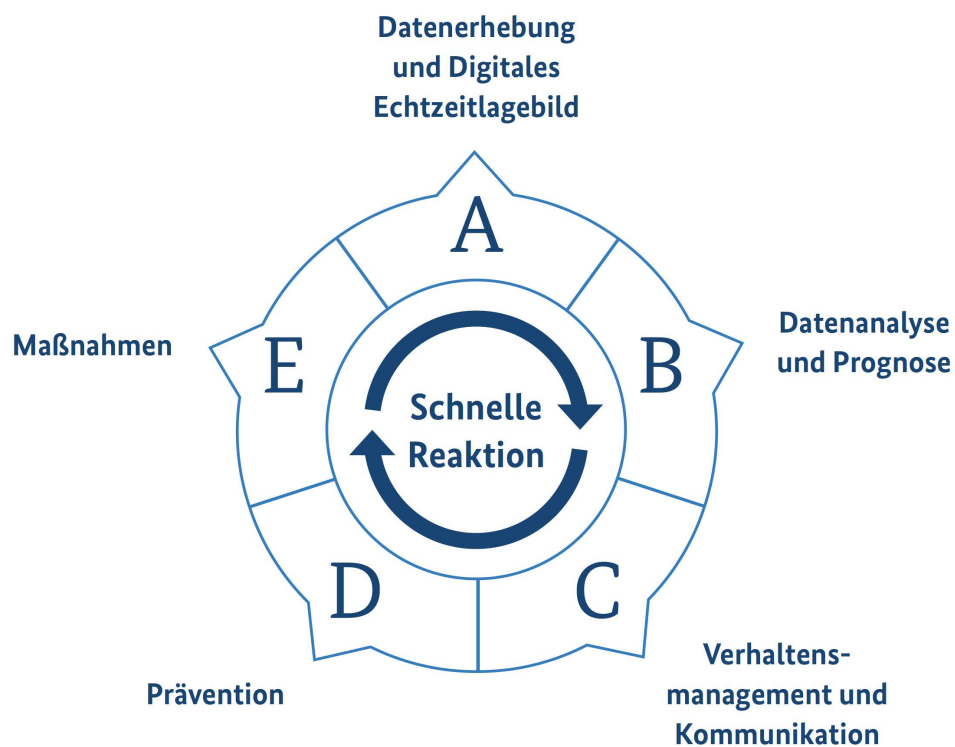 Datenerhebung
und Digitales
Echtzeitlagebild
A
Maßnahmen
E
B
Datenanalyse
und Prognose
Schnelle
Reaktion
D
C
Prävention
Verhaltens-
management und
Kommunikation